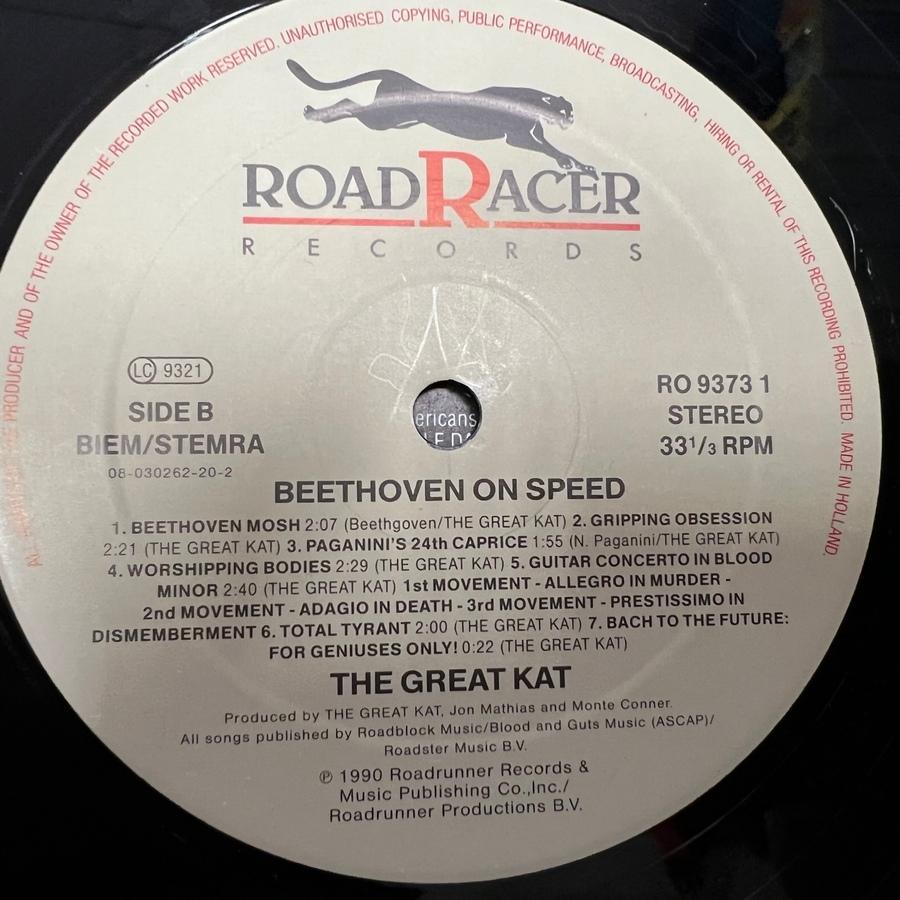 ALL RIGHTS OF THE PRODUCER AND OF THE OWNER OF THE RECORDED WORK RESERVED. UNAUTHORISED COPYING, PUBLIC PERFORMANCE, BROADCASTING, HIRING OR RENTAL OF THIS RECORDING PROHIBITED. MADE IN HOLLAND.
ROADRACER
RECORDS
LC 9321
SIDE B
BIEM/STEMRA
08-030262-20-2
RO 9373 1
STEREO
33 1/3 RPM
ericans
BEETHOVEN ON SPEED
1. BEETHOVEN MOSH 2:07 (Beethgoven/THE GREAT KAT) 2. GRIPPING OBSESSION
2:21 (THE GREAT KAT) 3. PAGANINI'S 24th CAPRICE 1:55 (N. Paganini/THE GREAT KAT)
4. WORSHIPPING BODIES 2:29 (THE GREAT KAT) 5. GUITAR CONCERTO IN BLOOD
MINOR 2:40 (THE GREAT KAT) 1st MOVEMENT - ALLEGRO IN MURDER -
2nd MOVEMENT - ADAGIO IN DEATH - 3rd MOVEMENT - PRESTISSIMO IN
DISMEMBERMENT 6. TOTAL TYRANT 2:00 (THE GREAT KAT) 7. BACH TO THE FUTURE:
FOR GENIUSES ONLY! 0:22 (THE GREAT KAT)
THE GREAT KAT
Produced by THE GREAT KAT, Jon Mathias and Monte Conner.
All songs published by Roadblock Music/Blood and Guts Music (ASCAP)/
Roadster Music B.V.
℗ 1990 Roadrunner Records &
Music Publishing Co.,Inc./
Roadrunner Productions B.V.